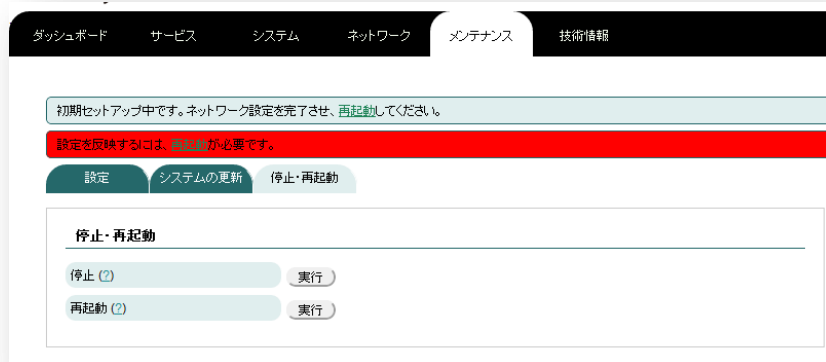 ダッシュボード サービス システム ネットワーク メンテナンス 技術情報
初期セットアップ中です。ネットワーク設定を完了させ、再起動してください。
設定を反映するには、再起動が必要です。
設定 システムの更新 停止・再起動
停止・再起動
停止 (?) 実行
再起動 (?) 実行